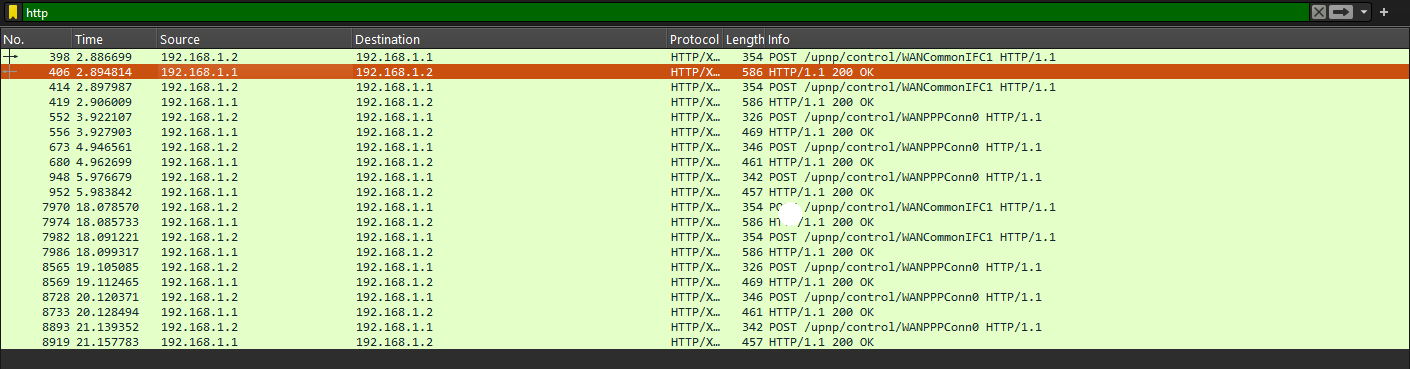 http
No. Time Source Destination Protocol Length Info
398 2.886699 192.168.1.2 192.168.1.1 HTTP/X… 354 POST /upnp/control/WANCommonIFC1 HTTP/1.1
406 2.894814 192.168.1.1 192.168.1.2 HTTP/X… 586 HTTP/1.1 200 OK
414 2.897987 192.168.1.2 192.168.1.1 HTTP/X… 354 POST /upnp/control/WANCommonIFC1 HTTP/1.1
419 2.906009 192.168.1.1 192.168.1.2 HTTP/X… 586 HTTP/1.1 200 OK
552 3.922107 192.168.1.2 192.168.1.1 HTTP/X… 326 POST /upnp/control/WANPPPConn0 HTTP/1.1
556 3.927903 192.168.1.1 192.168.1.2 HTTP/X… 469 HTTP/1.1 200 OK
673 4.946561 192.168.1.2 192.168.1.1 HTTP/X… 346 POST /upnp/control/WANPPPConn0 HTTP/1.1
680 4.962699 192.168.1.1 192.168.1.2 HTTP/X… 461 HTTP/1.1 200 OK
948 5.976679 192.168.1.2 192.168.1.1 HTTP/X… 342 POST /upnp/control/WANPPPConn0 HTTP/1.1
952 5.983842 192.168.1.1 192.168.1.2 HTTP/X… 457 HTTP/1.1 200 OK
7970 18.078570 192.168.1.2 192.168.1.1 HTTP/X… 354 /upnp/control/WANCommonIFC1 HTTP/1.1
7974 18.085733 192.168.1.1 192.168.1.2 HTTP/X… 586 /1.1 200 OK
7982 18.091221 192.168.1.2 192.168.1.1 HTTP/X… 354 POST /upnp/control/WANCommonIFC1 HTTP/1.1
7986 18.099317 192.168.1.1 192.168.1.2 HTTP/X… 586 HTTP/1.1 200 OK
8565 19.105085 192.168.1.2 192.168.1.1 HTTP/X… 326 POST /upnp/control/WANPPPConn0 HTTP/1.1
8569 19.112465 192.168.1.1 192.168.1.2 HTTP/X… 469 HTTP/1.1 200 OK
8728 20.120371 192.168.1.2 192.168.1.1 HTTP/X… 346 POST /upnp/control/WANPPPConn0 HTTP/1.1
8733 20.128494 192.168.1.1 192.168.1.2 HTTP/X… 461 HTTP/1.1 200 OK
8893 21.139352 192.168.1.2 192.168.1.1 HTTP/X… 342 POST /upnp/control/WANPPPConn0 HTTP/1.1
8919 21.157783 192.168.1.1 192.168.1.2 HTTP/X… 457 HTTP/1.1 200 OK